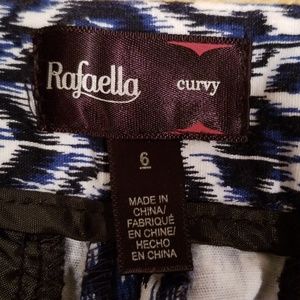 Rafaella
curvy
6
MADE IN
CHINA/
FABRIQUÉ
EN CHINE/
HECHO
EN CHINA